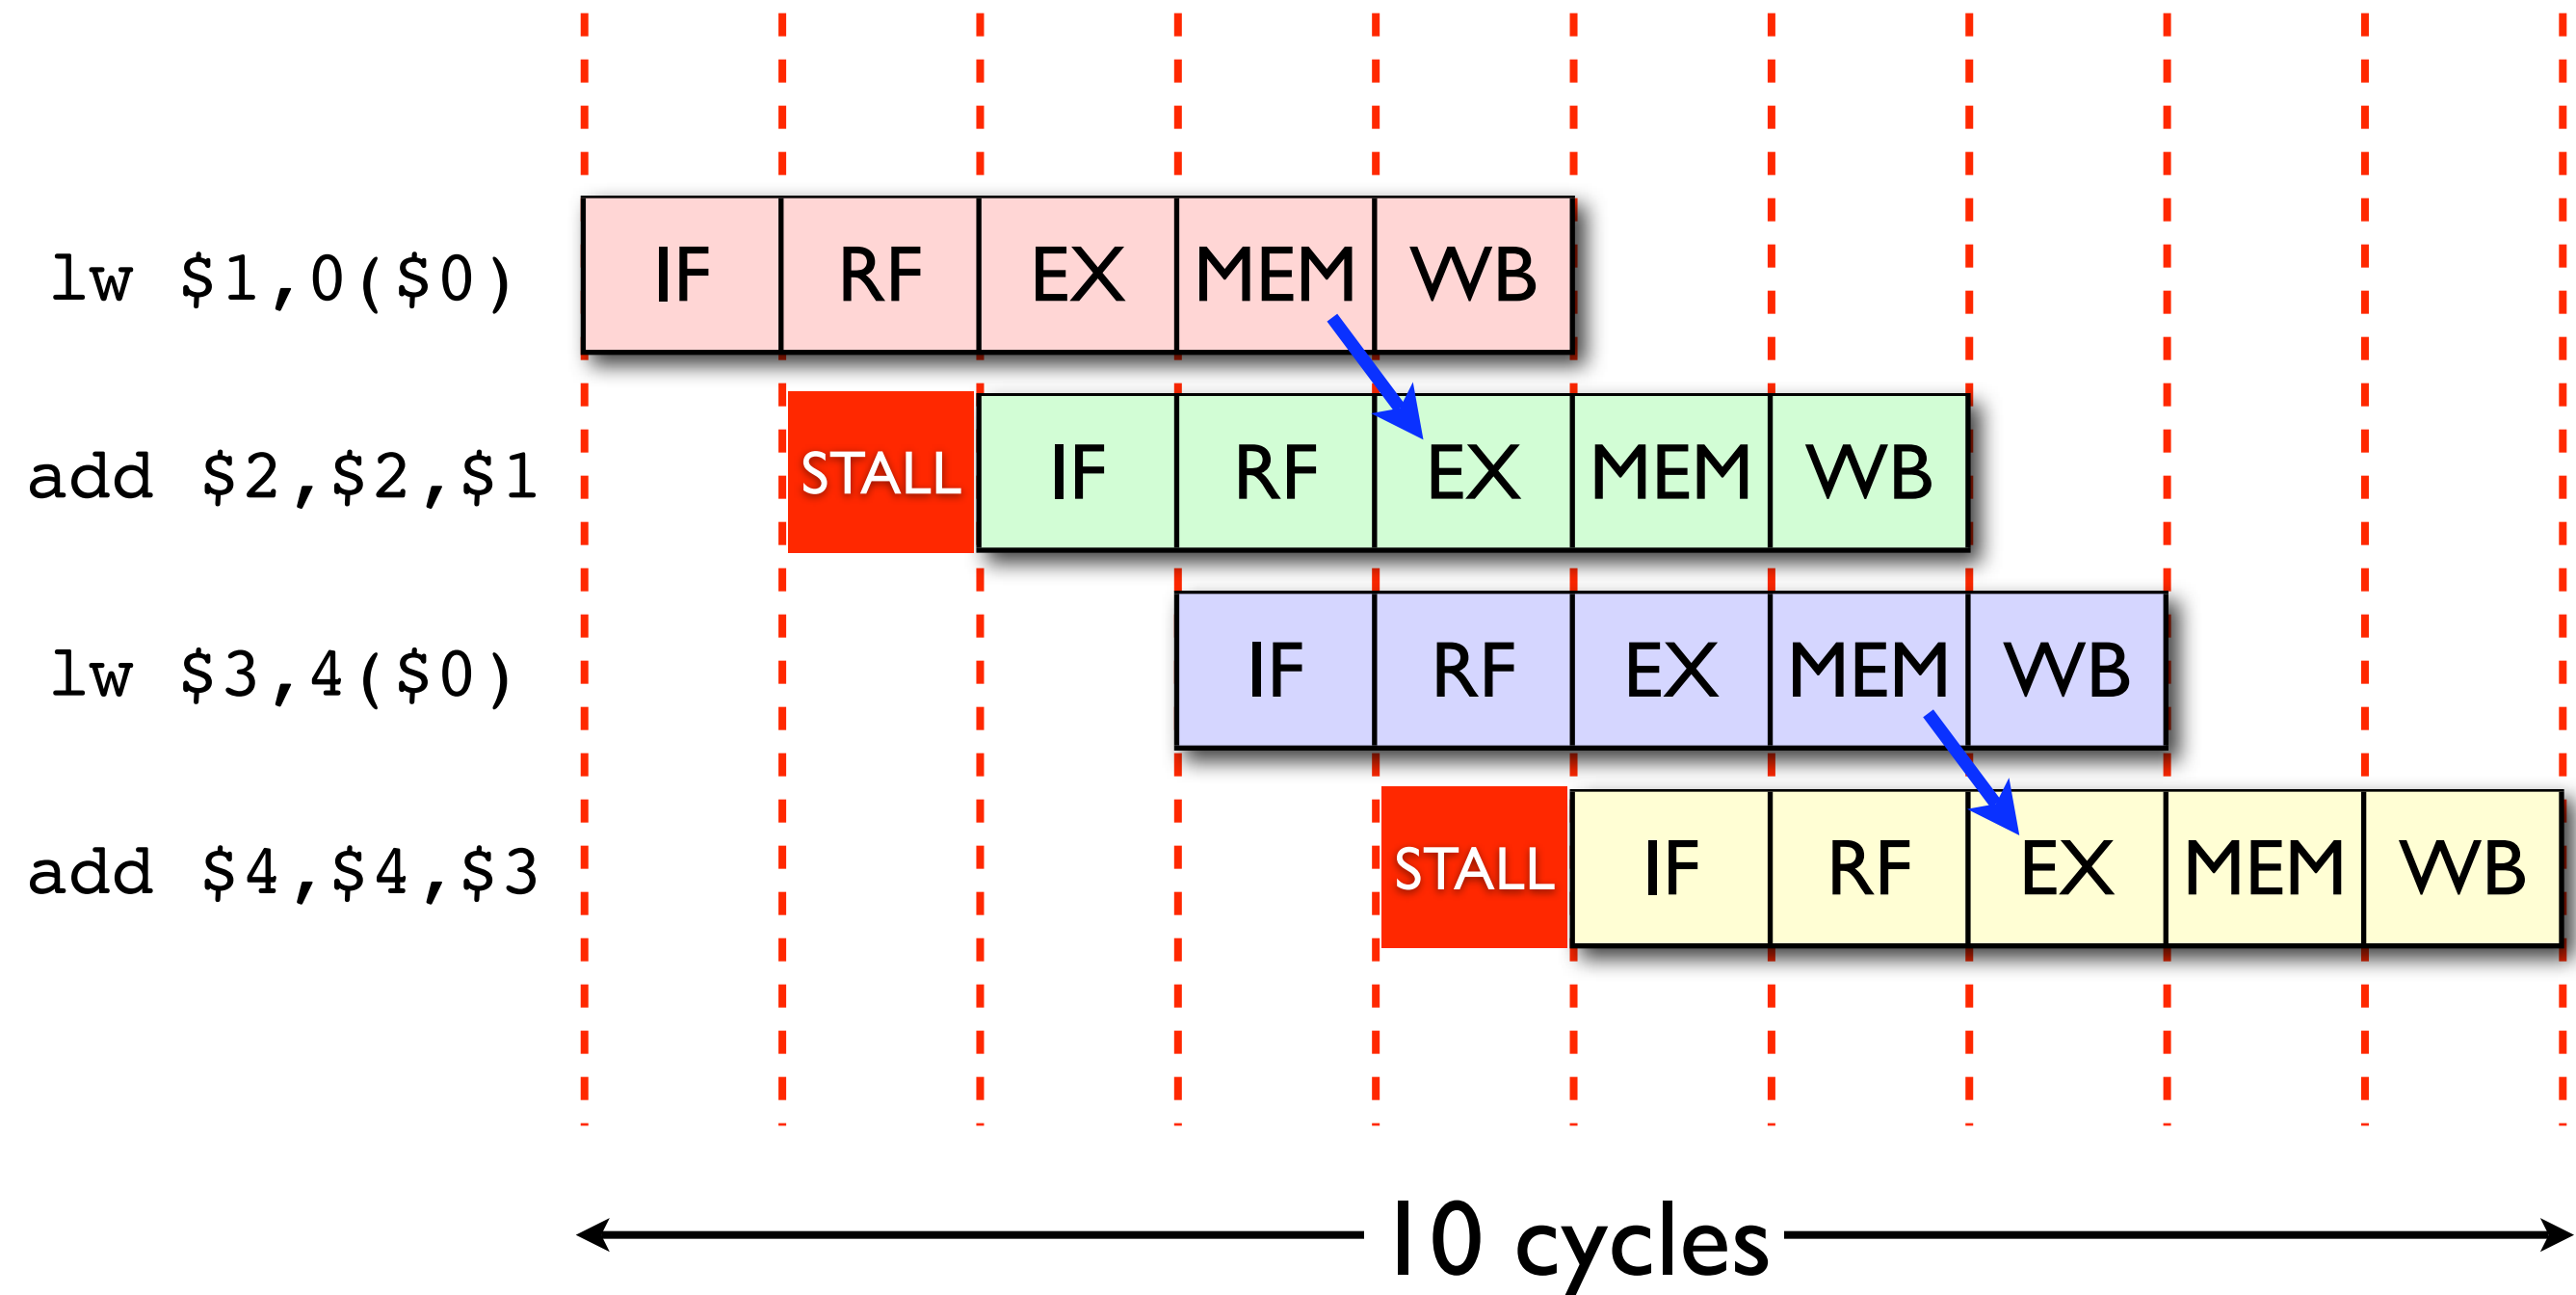 lw $1,0($0) IF RF EX MEM WB
add $2,$2,$1 STALL IF RF EX MEM WB
lw $3,4($0) IF RF EX MEM WB
add $4,$4,$3 STALL IF RF EX MEM WB
10 cycles